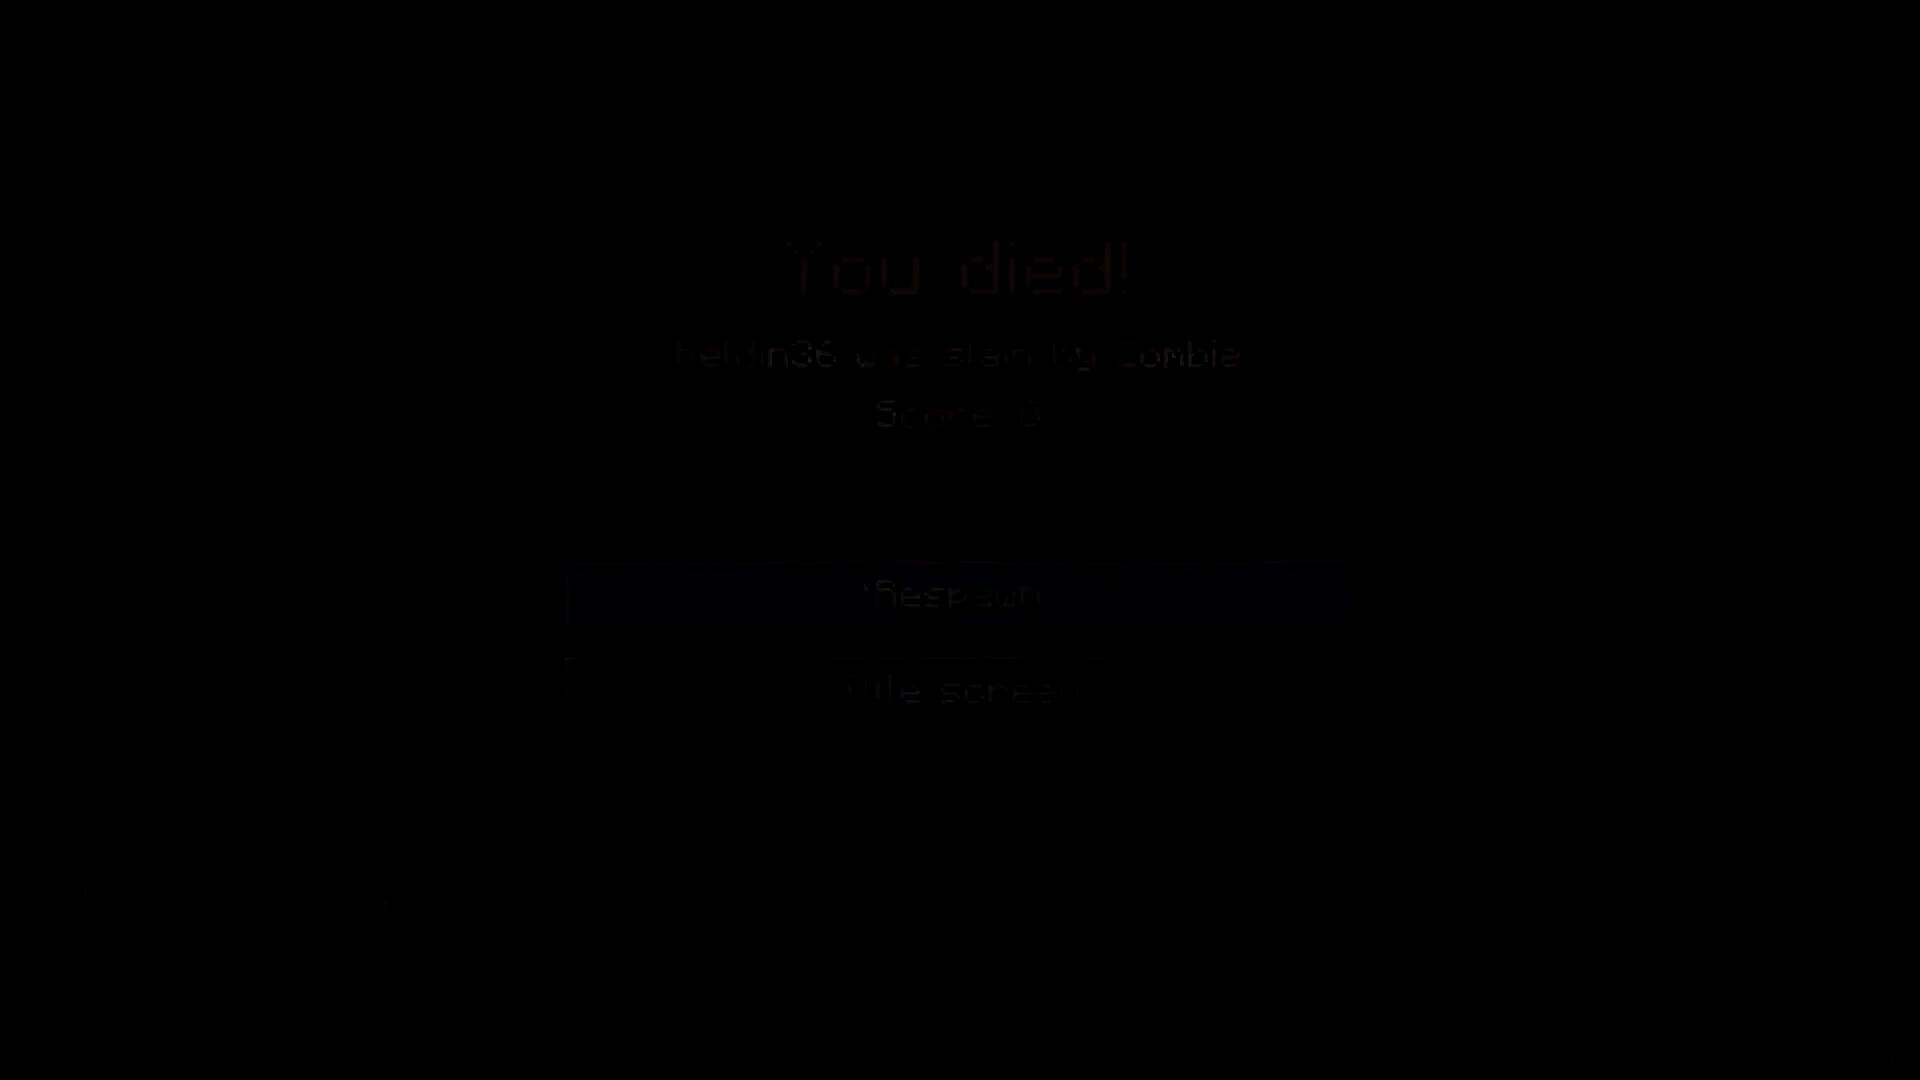 You died!
was slain by Zombie
Score 0
Respawn
Title screen